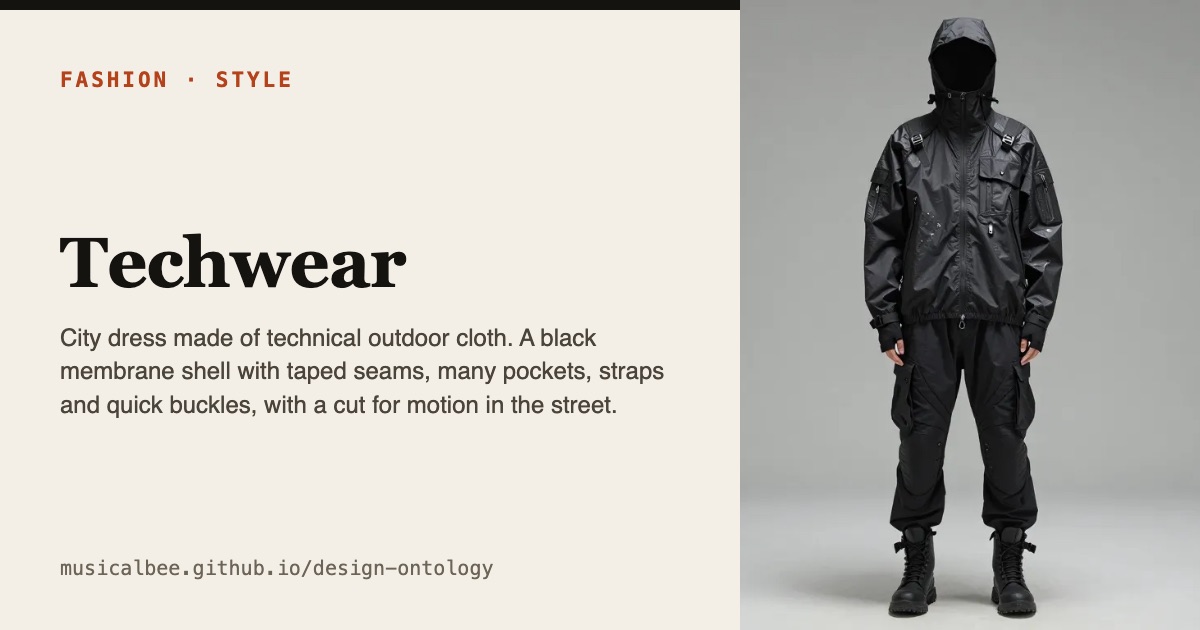 FASHION · STYLE
Techwear
City dress made of technical outdoor cloth. A black
membrane shell with taped seams, many pockets, straps
and quick buckles, with a cut for motion in the street.
musicalbee.github.io/design-ontology